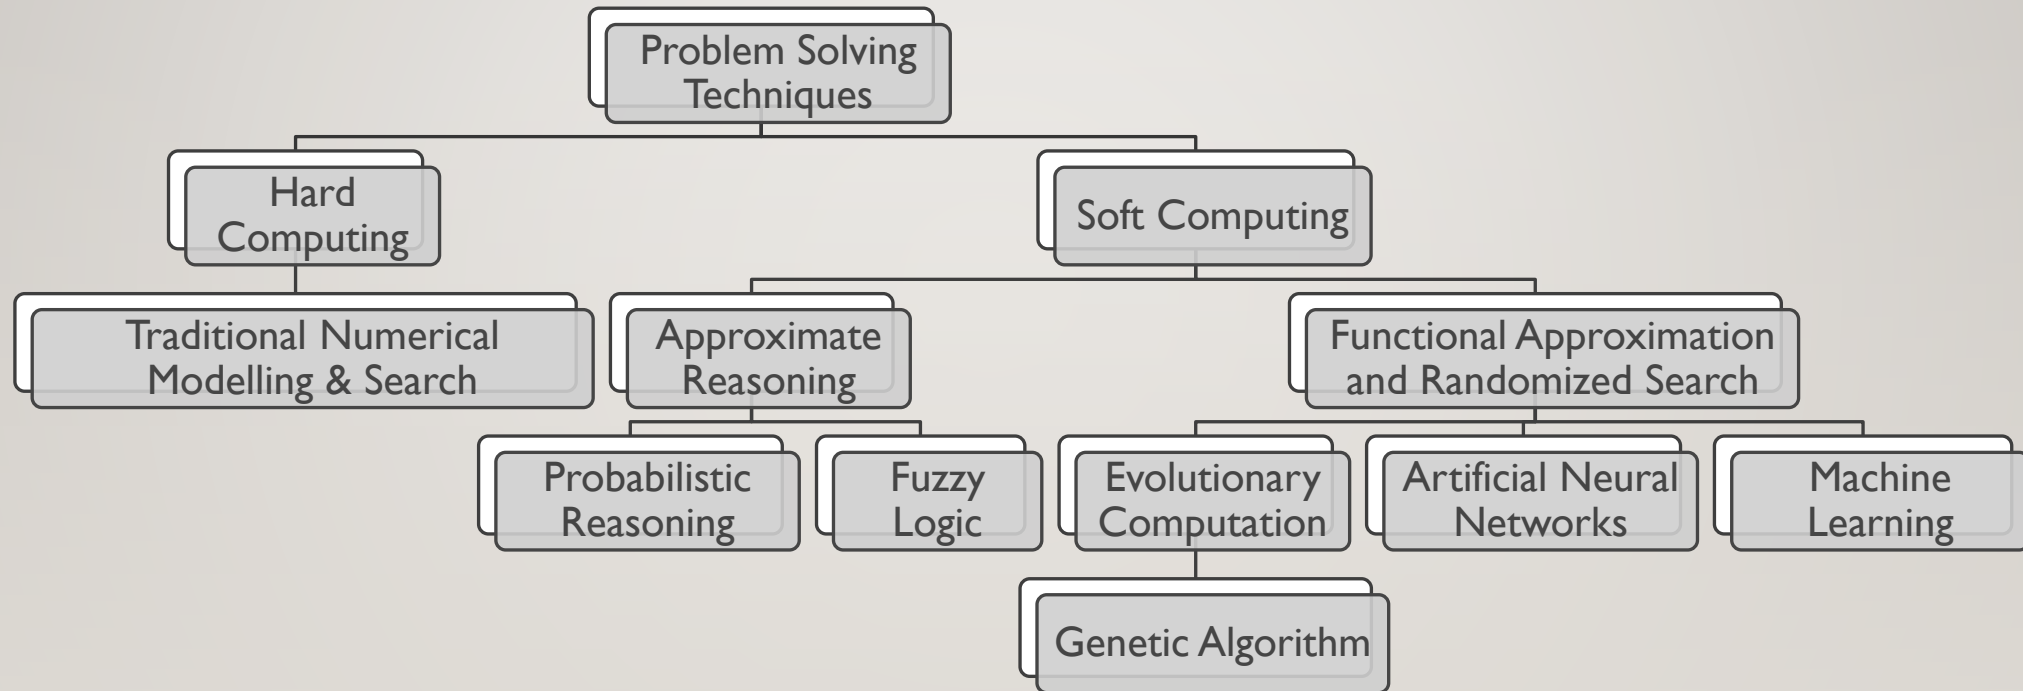 Problem Solving
Techniques
Hard
Computing
Soft Computing
Traditional Numerical
Modelling & Search
Approximate
Reasoning
Functional Approximation
and Randomized Search
Probabilistic
Reasoning
Fuzzy
Logic
Evolutionary
Computation
Artificial Neural
Networks
Machine
Learning
Genetic Algorithm